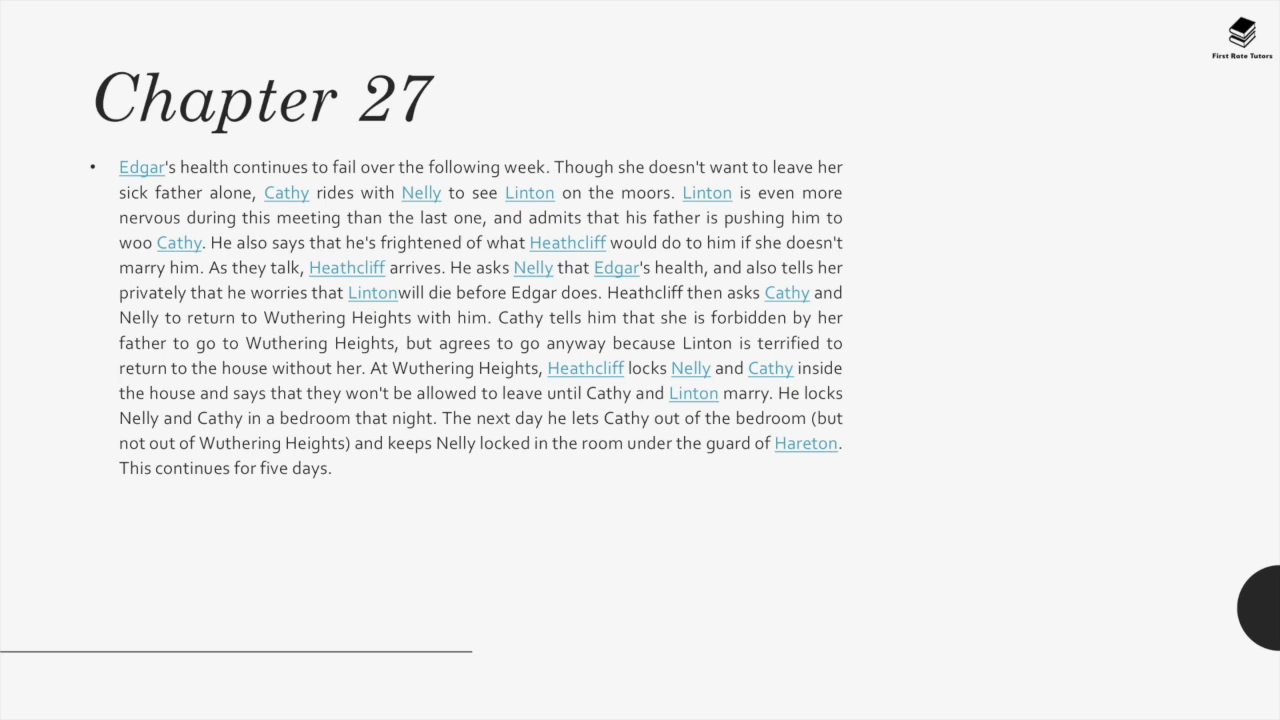 First Rate Tutors
Chapter 27
• Edgar's health continues to fail over the following week. Though she doesn't want to leave her
sick father alone, Cathy rides with Nelly to see Linton on the moors. Linton is even more
nervous during this meeting than the last one, and admits that his father is pushing him to
woo Cathy. He also says that he's frightened of what Heathcliff would do to him if she doesn't
marry him. As they talk, Heathcliff arrives. He asks Nelly that Edgar's health, and also tells her
privately that he worries that Lintonwill die before Edgar does. Heathcliff then asks Cathy and
Nelly to return to Wuthering Heights with him. Cathy tells him that she is forbidden by her
father to go to Wuthering Heights, but agrees to go anyway because Linton is terrified to
return to the house without her. At Wuthering Heights, Heathcliff locks Nelly and Cathy inside
the house and says that they won't be allowed to leave until Cathy and Linton marry. He locks
Nelly and Cathy in a bedroom that night. The next day he lets Cathy out of the bedroom (but
not out of Wuthering Heights) and keeps Nelly locked in the room under the guard of Hareton.
This continues for five days.